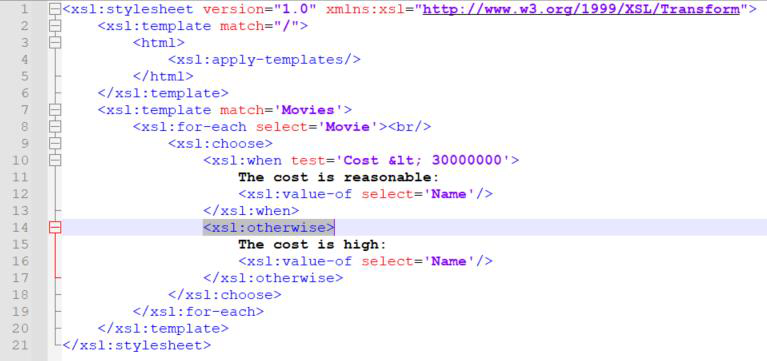 1 <xsl:stylesheet version="1.0" xmlns:xsl="http://www.w3.org/1999/XSL/Transform">
2 <xsl:template match="/">
3 <html>
4 <xsl:apply-templates/>
5 </html>
6 </xsl:template>
7 <xsl:template match='Movies'>
8 <xsl:for-each select='Movie'><br/>
9 <xsl:choose>
10 <xsl:when test='Cost &lt; 30000000'>
11 The cost is reasonable:
12 <xsl:value-of select='Name'/>
13 </xsl:when>
14 <xsl:otherwise>
15 The cost is high:
16 <xsl:value-of select='Name'/>
17 </xsl:otherwise>
18 </xsl:choose>
19 </xsl:for-each>
20 </xsl:template>
21 </xsl:stylesheet>